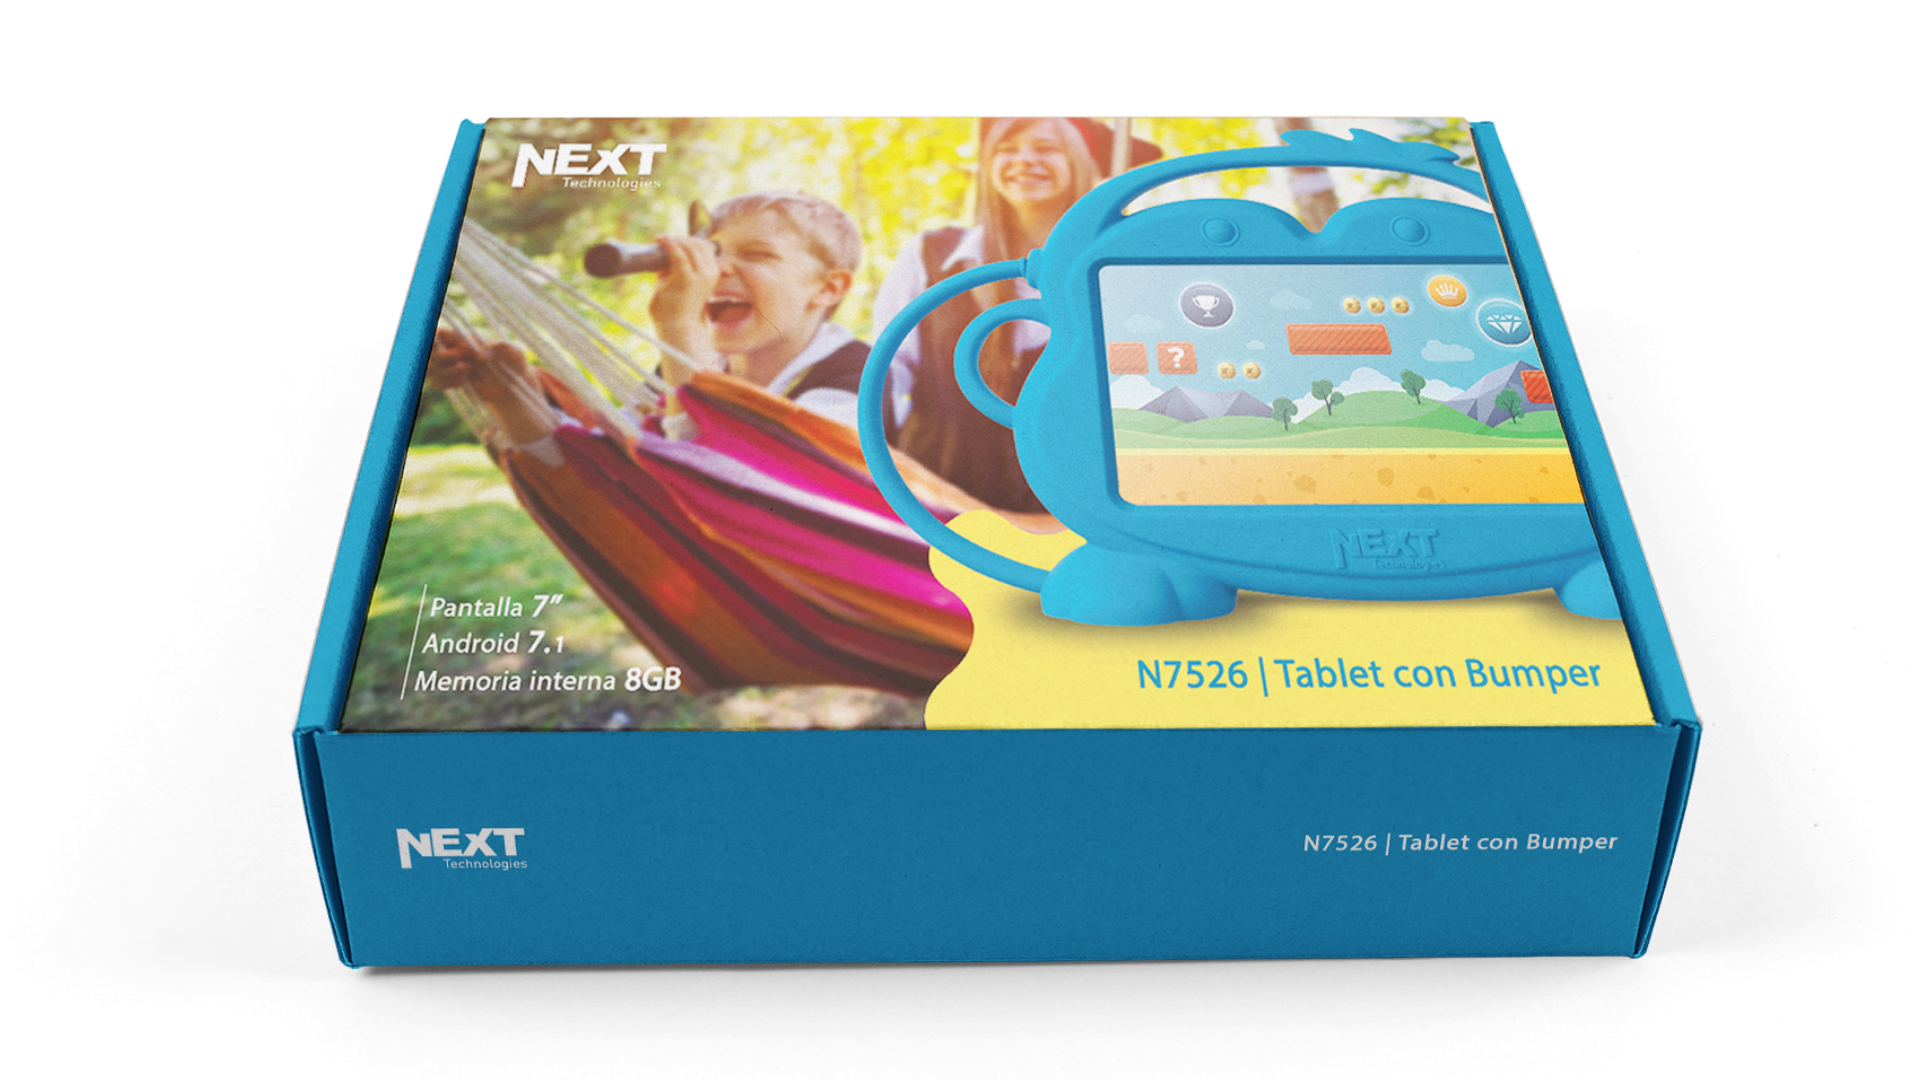 NEXT
Technologies
?
NEXT
Technologies
Pantalla 7"
Android 7.1
Memoria interna 8GB
N7526 | Tablet con Bumper
NEXT
Technologies
N7526 | Tablet con Bumper